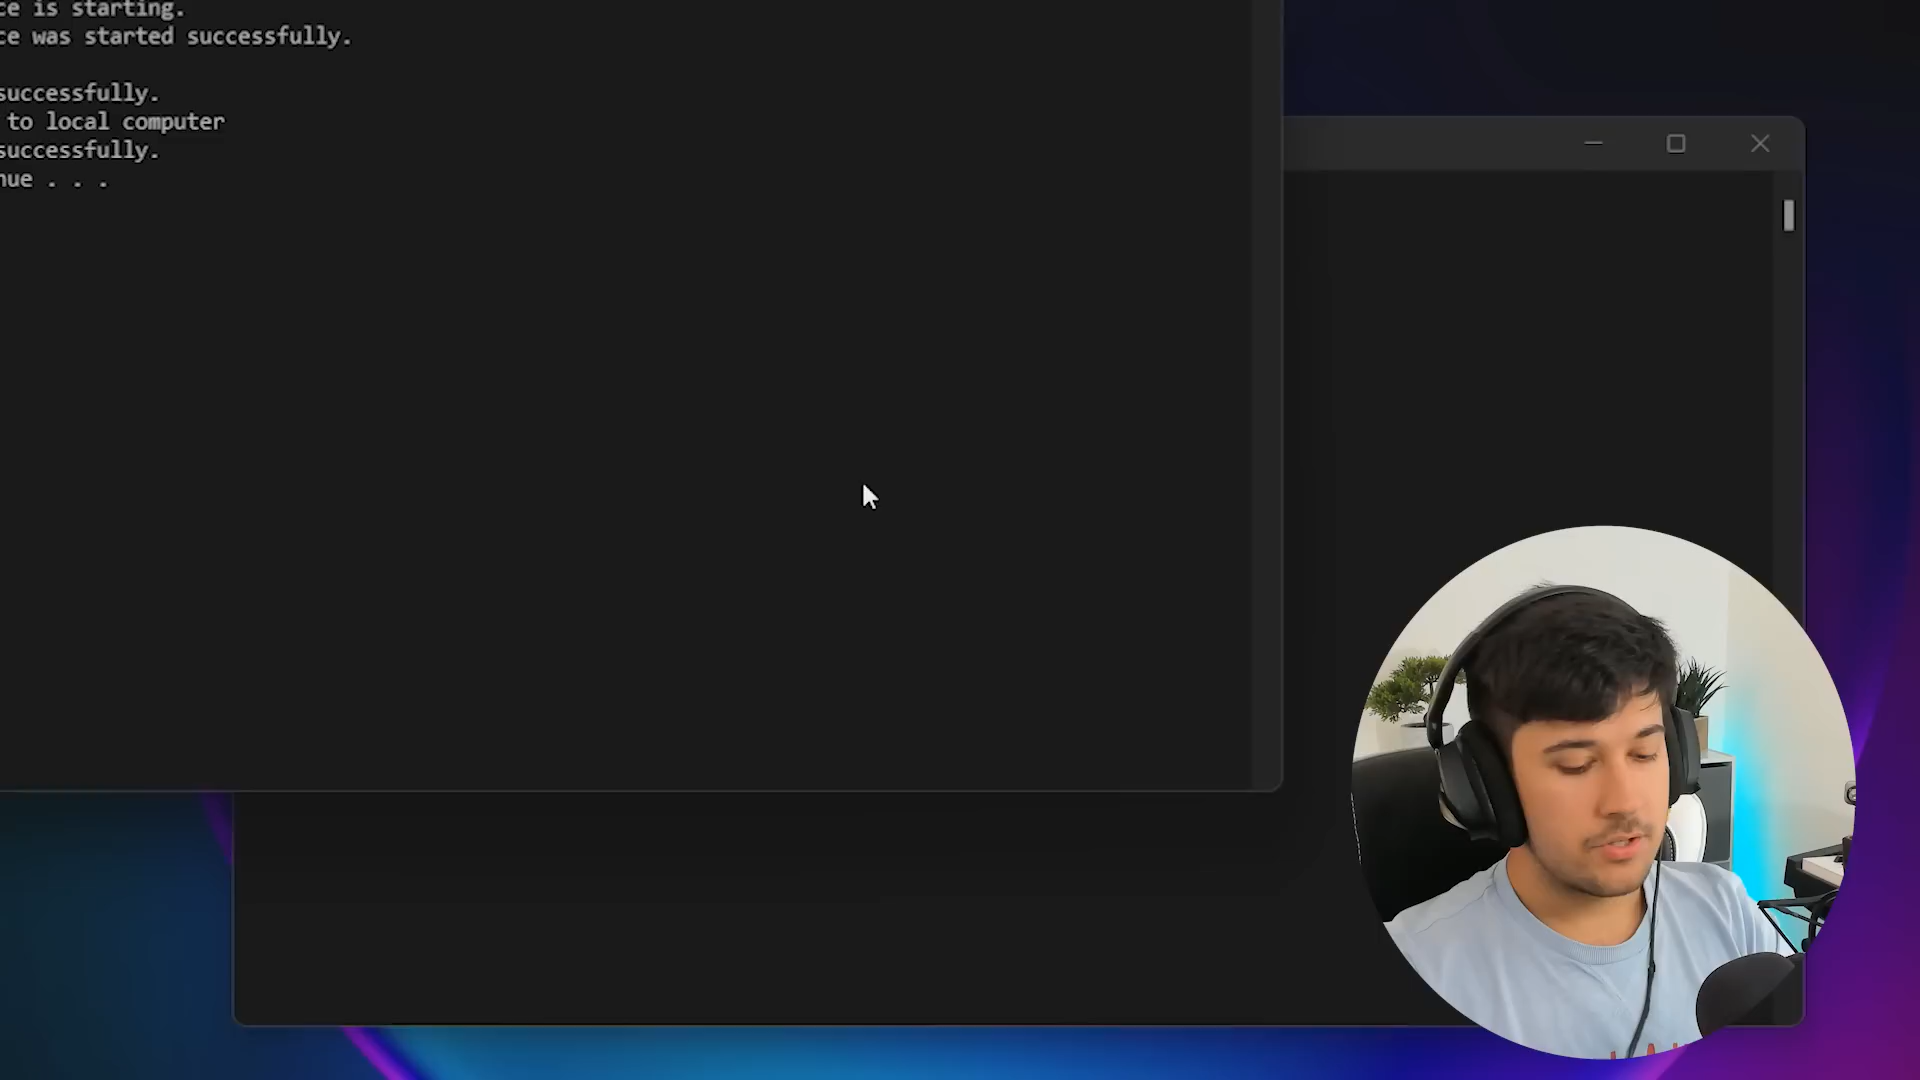 ce is starting.
ce was started successfully.
successfully.
to local computer
successfully.
nue . . .